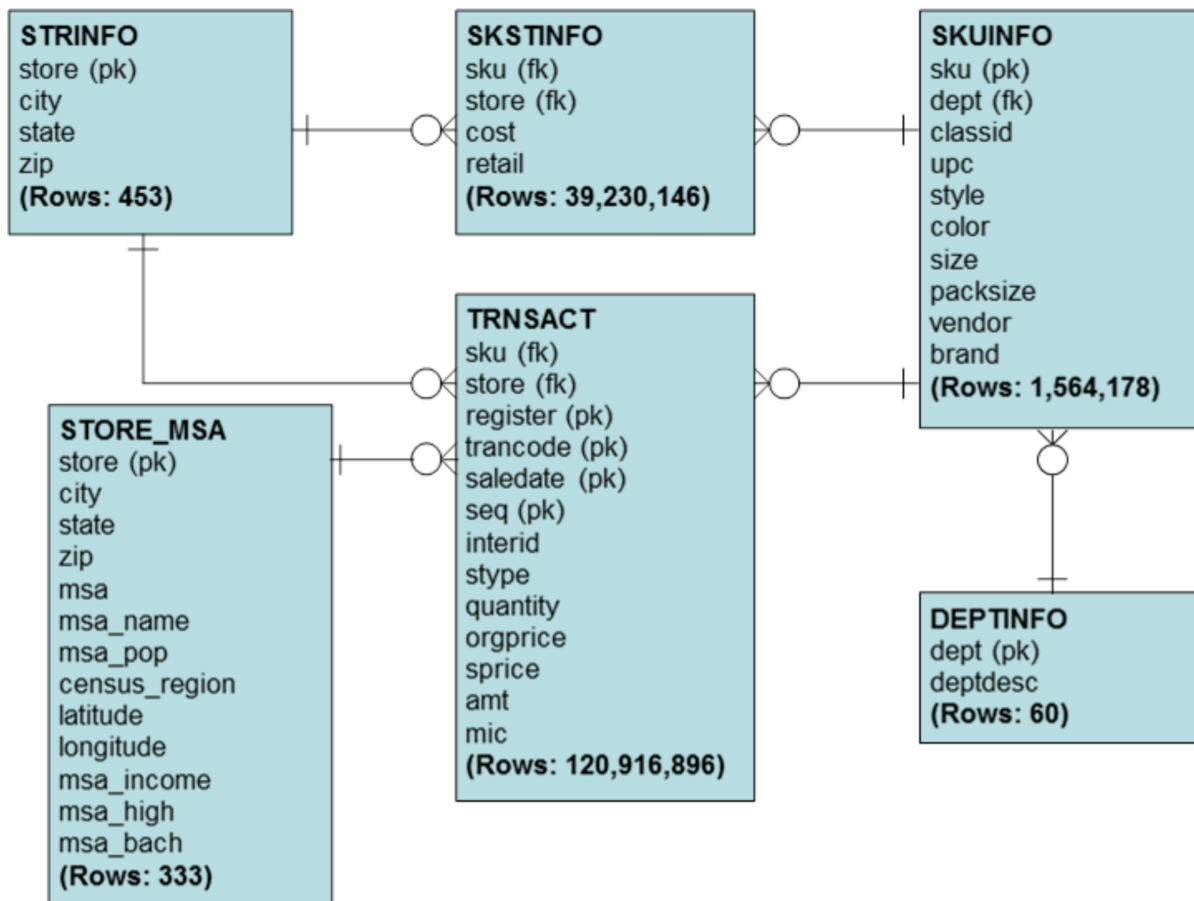 STRINFO
store (pk)
city
state
zip
(Rows: 453)
SKSTINFO
sku (fk)
store (fk)
cost
retail
(Rows: 39,230,146)
SKUINFO
sku (pk)
dept (fk)
classid
upc
style
color
size
packsize
vendor
brand
(Rows: 1,564,178)
TRNSACT
sku (fk)
store (fk)
register (pk)
trancode (pk)
saledate (pk)
seq (pk)
interid
stype
quantity
orgprice
sprice
amt
mic
(Rows: 120,916,896)
STORE_MSA
store (pk)
city
state
zip
msa
msa_name
msa_pop
census_region
latitude
longitude
msa_income
msa_high
msa_bach
(Rows: 333)
DEPTINFO
dept (pk)
deptdesc
(Rows: 60)